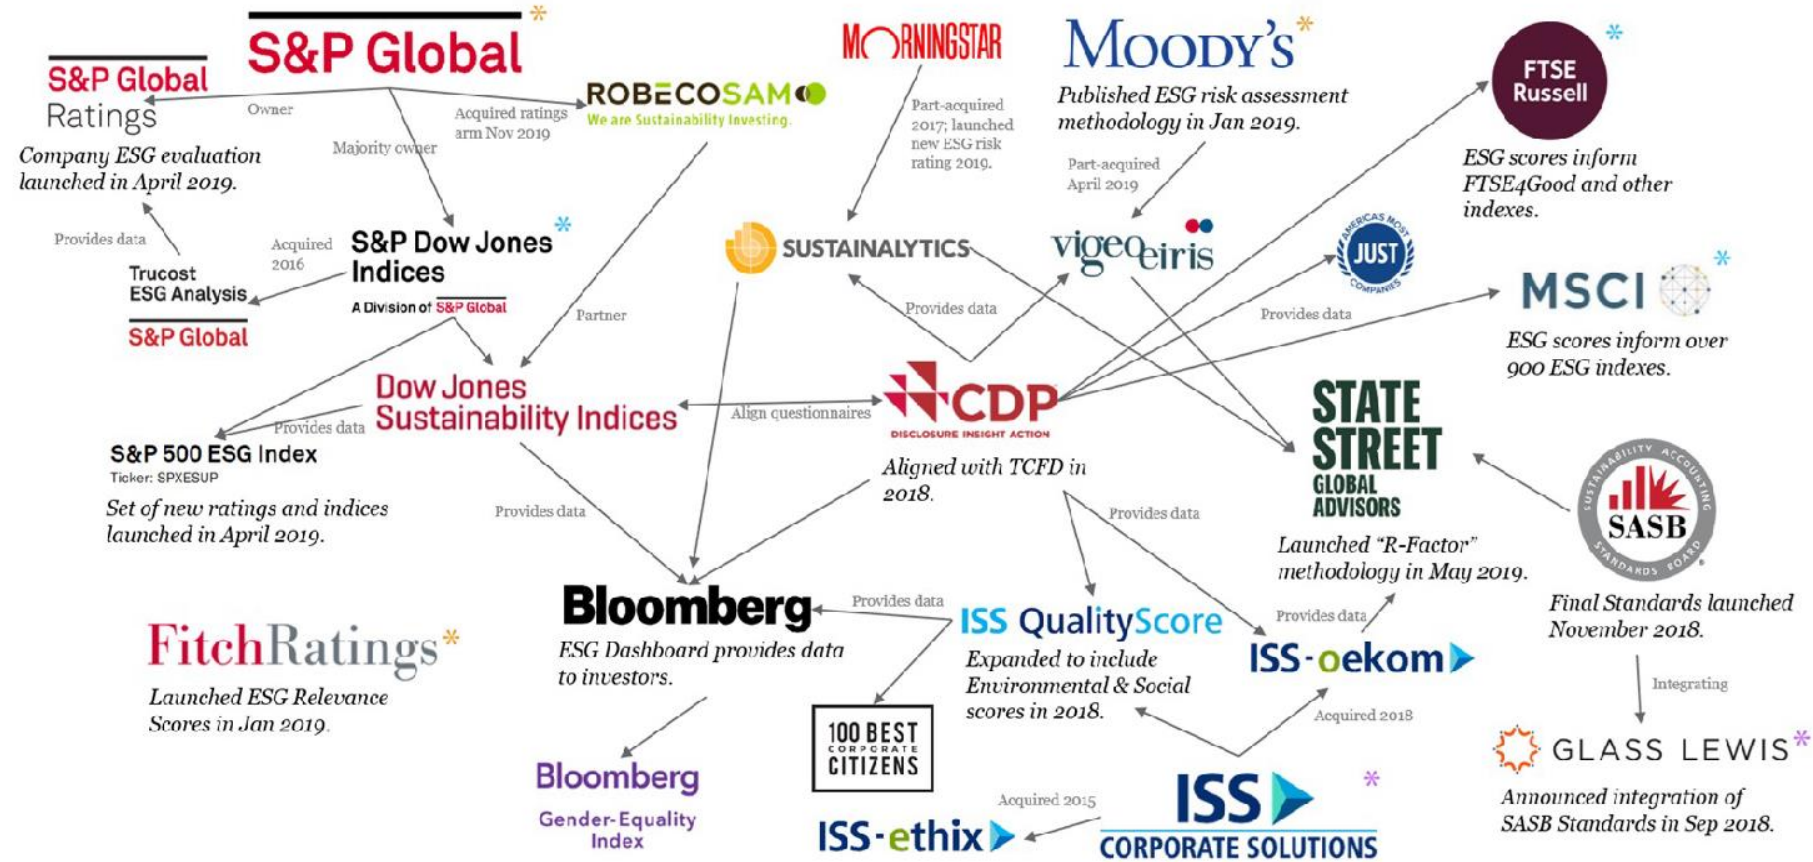 S&P Global *
S&P Global
Ratings
Company ESG evaluation
launched in April 2019.
Owner
Majority owner
Acquired ratings
arm Nov 2019
ROBECOSAM
We are Sustainability Investing.
MORNINGSTAR
Part-acquired
2017; launched
new ESG risk
rating 2019.
MOODY'S *
Published ESG risk assessment
methodology in Jan 2019.
Part-acquired
April 2019
FTSE
Russell
*
ESG scores inform
FTSE4Good and other
indexes.
Provides data
Trucost
ESG Analysis
S&P Global
Acquired
2016
S&P Dow Jones *
Indices
A Division of S&P Global
Partner
SUSTAINALYTICS
vigeoeiris
AMERICA'S MOST
JUST
COMPANIES
MSCI *
ESG scores inform over
900 ESG indexes.
Provides data
Provides data
Dow Jones
Sustainability Indices
Provides data
S&P 500 ESG Index
Ticker: SPXESUP
Set of new ratings and indices
launched in April 2019.
Align questionnaires
CDP
DISCLOSURE INSIGHT ACTION
Aligned with TCFD in
2018.
STATE
STREET
GLOBAL
ADVISORS
Launched “R-Factor”
methodology in May 2019.
SUSTAINABILITY ACCOUNTING
SASB
STANDARDS BOARD
Final Standards launched
November 2018.
Provides data
Provides data
FitchRatings *
Launched ESG Relevance
Scores in Jan 2019.
Bloomberg
ESG Dashboard provides data
to investors.
Provides data
ISS QualityScore
Expanded to include
Environmental & Social
scores in 2018.
Provides data
ISS-oekom
Acquired 2018
Integrating
GLASS LEWIS *
Announced integration of
SASB Standards in Sep 2018.
Bloomberg
Gender-Equality
Index
100 BEST
CORPORATE
CITIZENS
Acquired 2015
ISS-ethix
ISS *
CORPORATE SOLUTIONS